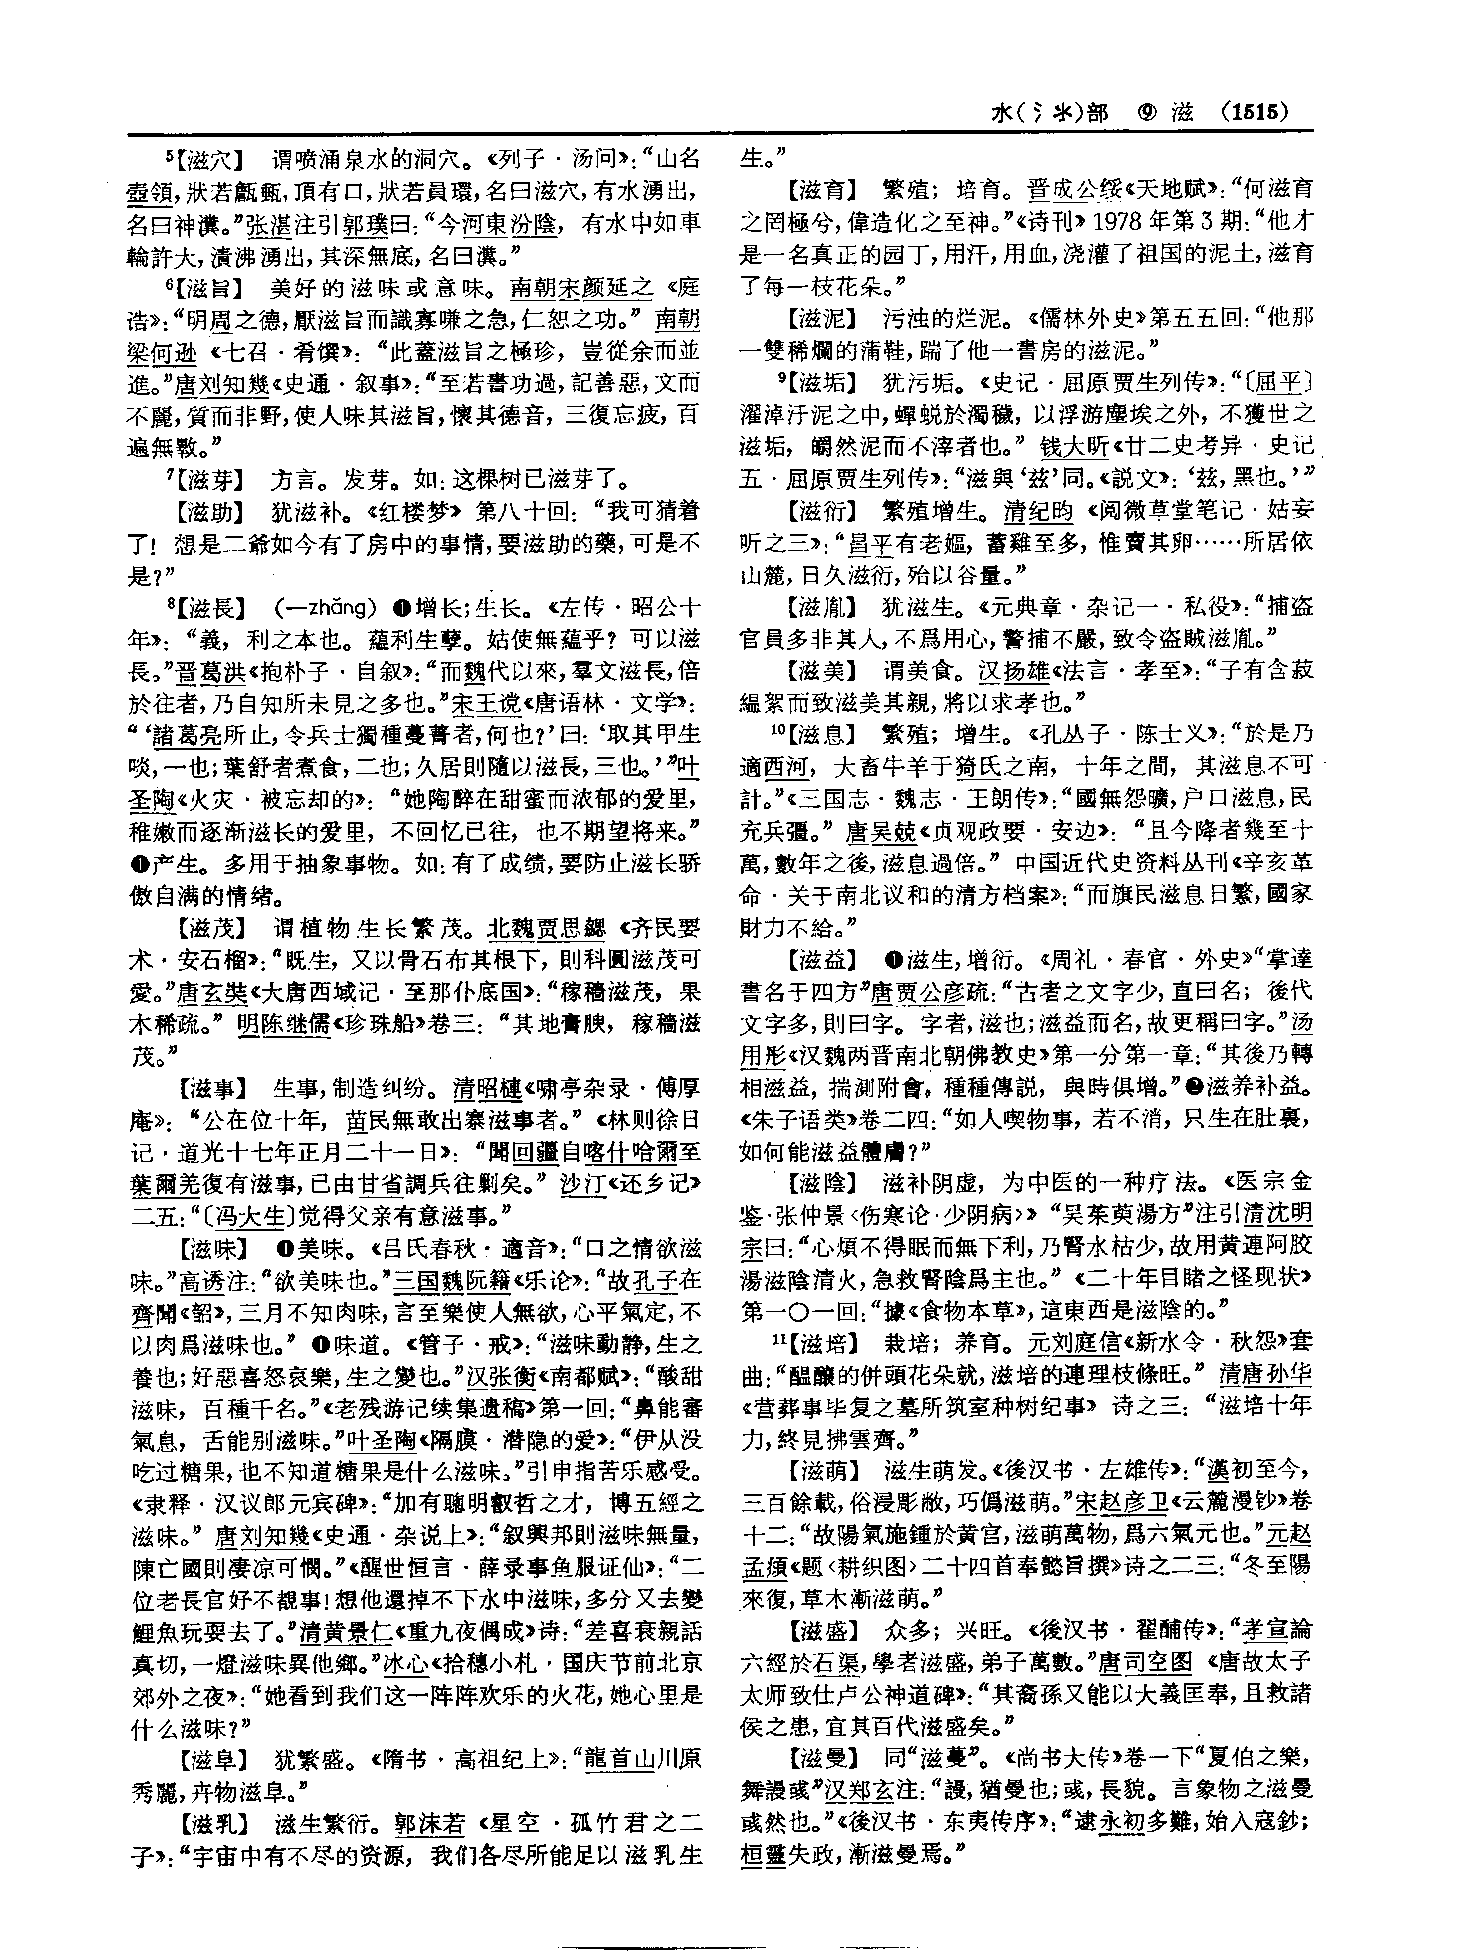 水(氵氺)部 ⑨ 滋 (1515)
5【滋穴】 谓喷涌泉水的洞穴。《列子·汤问》：“山名
壺領，狀若甔甀，頂有口，狀若員環，名曰滋穴，有水湧出，
名曰神瀵。”张湛注引郭璞曰：“今河東汾陰，有水中如車
輪許大，濆沸湧出，其深無底，名曰瀵。”
6【滋旨】 美好的滋味或意味。南朝宋颜延之《庭
诰》：“明周之德，厭滋旨而識寡嗛之急，仁恕之功。”南朝
梁何逊《七召·肴馔》：“此蓋滋旨之極珍，豈從余而並
進。”唐刘知幾《史通·叙事》：“至若書功過，記善惡，文而
不麗，質而非野，使人味其滋旨，懷其德音，三復忘疲，百
遍無斁。”
7【滋芽】 方言。发芽。如：这棵树已滋芽了。
【滋助】 犹滋补。《红楼梦》第八十回：“我可猜着
了！想是二爺如今有了房中的事情，要滋助的藥，可是不
是？”
8【滋長】 (—zhǎng) ❶增长；生长。《左传·昭公十
年》：“義，利之本也。蘊利生孽。姑使無蘊乎？可以滋
長。”晋葛洪《抱朴子·自叙》：“而魏代以來，羣文滋長，倍
於往者，乃自知所未見之多也。”宋王谠《唐语林·文学》：
“‘諸葛亮所止，令兵士獨種蔓菁者，何也？’曰：‘取其甲生
啖，一也；葉舒者煮食，二也；久居則隨以滋長，三也。’”叶
圣陶《火灾·被忘却的》：“她陶醉在甜蜜而浓郁的爱里，
稚嫩而逐渐滋长的爱里，不回忆已往，也不期望将来。”
❶产生。多用于抽象事物。如：有了成绩，要防止滋长骄
傲自满的情绪。
【滋茂】 谓植物生长繁茂。北魏贾思勰《齐民要
术·安石榴》：“既生，又以骨石布其根下，則科圓滋茂可
愛。”唐玄奘《大唐西域记·至那仆底国》：“稼穡滋茂，果
木稀疏。”明陈继儒《珍珠船》卷三：“其地膏腴，稼穡滋
茂。”
【滋事】 生事，制造纠纷。清昭梿《啸亭杂录·傅厚
庵》：“公在位十年，苗民無敢出寨滋事者。”《林则徐日
记·道光十七年正月二十一日》：“聞回疆自喀什哈爾至
葉爾羌復有滋事，已由甘省調兵往剿矣。”沙汀《还乡记》
二五：“〔冯大生〕觉得父亲有意滋事。”
【滋味】 ❶美味。《吕氏春秋·適音》：“口之情欲滋
味。”高诱注：“欲美味也。”三国魏阮籍《乐论》：“故孔子在
齊聞《韶》，三月不知肉味，言至樂使人無欲，心平氣定，不
以肉爲滋味也。”❶味道。《管子·戒》：“滋味動静，生之
養也；好惡喜怒哀樂，生之變也。”汉张衡《南都赋》：“酸甜
滋味，百種千名。”《老残游记续集遗稿》第一回：“鼻能審
氣息，舌能别滋味。”叶圣陶《隔膜·潜隐的爱》：“伊从没
吃过糖果，也不知道糖果是什么滋味。”引申指苦乐感受。
《隶释·汉议郎元宾碑》：“加有聰明叡哲之才，博五經之
滋味。”唐刘知幾《史通·杂说上》：“叙興邦則滋味無量，
陳亡國則凄凉可憫。”《醒世恒言·薛录事鱼服证仙》：“二
位老長官好不覩事！想他還掉不下水中滋味，多分又去變
鯉魚玩耍去了。”清黄景仁《重九夜偶成》诗：“差喜衰親話
真切，一燈滋味異他鄉。”冰心《拾穗小札·国庆节前北京
郊外之夜》：“她看到我们这一阵阵欢乐的火花，她心里是
什么滋味？”
【滋阜】 犹繁盛。《隋书·高祖纪上》：“龍首山川原
秀麗，卉物滋阜。”
【滋乳】 滋生繁衍。郭沫若《星空·孤竹君之二
子》：“宇宙中有不尽的资源，我们各尽所能足以滋乳生
生。”
【滋育】 繁殖；培育。晋成公绥《天地赋》：“何滋育
之罔極兮，偉造化之至神。”《诗刊》1978年第3期：“他才
是一名真正的园丁，用汗，用血，浇灌了祖国的泥土，滋育
了每一枝花朵。”
【滋泥】 污浊的烂泥。《儒林外史》第五五回：“他那
一雙稀爛的蒲鞋，踹了他一書房的滋泥。”
9【滋垢】 犹污垢。《史记·屈原贾生列传》：“〔屈平〕
濯淖汙泥之中，蟬蜕於濁穢，以浮游塵埃之外，不獲世之
滋垢，皭然泥而不滓者也。”钱大昕《廿二史考异·史记
五·屈原贾生列传》：“滋與‘兹’同。《説文》：‘兹，黑也。’”
【滋衍】 繁殖增生。清纪昀《阅微草堂笔记·姑妄
听之三》：“昌平有老嫗，蓄雞至多，惟賣其卵……所居依
山麓，日久滋衍，殆以谷量。”
【滋胤】 犹滋生。《元典章·杂记一·私役》：“捕盗
官員多非其人，不爲用心，警捕不嚴，致令盗賊滋胤。”
【滋美】 谓美食。汉扬雄《法言·孝至》：“子有含菽
緼絮而致滋美其親，將以求孝也。”
10【滋息】 繁殖；增生。《孔丛子·陈士义》：“於是乃
適西河，大畜牛羊于猗氏之南，十年之間，其滋息不可
計。”《三国志·魏志·王朗传》：“國無怨曠，户口滋息，民
充兵彊。”唐吴兢《贞观政要·安边》：“且今降者幾至十
萬，數年之後，滋息過倍。”中国近代史资料丛刊《辛亥革
命·关于南北议和的清方档案》：“而旗民滋息日繁，國家
財力不給。”
【滋益】 ❶滋生，增衍。《周礼·春官·外史》“掌達
書名于四方”唐贾公彦疏：“古者之文字少，直曰名；後代
文字多，則曰字。字者，滋也；滋益而名，故更稱曰字。”汤
用彤《汉魏两晋南北朝佛教史》第一分第一章：“其後乃轉
相滋益，揣測附會，種種傳説，與時俱增。”❷滋养补益。
《朱子语类》卷二四：“如人喫物事，若不消，只生在肚裏，
如何能滋益體膚？”
【滋陰】 滋补阴虚，为中医的一种疗法。《医宗金
鉴·张仲景〈伤寒论·少阴病〉》“吴茱萸湯方”注引清沈明
宗曰：“心煩不得眠而無下利，乃腎水枯少，故用黄連阿胶
湯滋陰清火，急救腎陰爲主也。”《二十年目睹之怪现状》
第一〇一回：“據《食物本草》，這東西是滋陰的。”
11【滋培】 栽培；养育。元刘庭信《新水令·秋怨》套
曲：“醖釀的併頭花朵就，滋培的連理枝條旺。”清唐孙华
《营葬事毕复之墓所筑室种树纪事》诗之三：“滋培十年
力，終見拂雲齊。”
【滋萌】 滋生萌发。《後汉书·左雄传》：“漢初至今，
三百餘載，俗浸彫敝，巧僞滋萌。”宋赵彦卫《云麓漫钞》卷
十二：“故陽氣施鍾於黄宫，滋萌萬物，爲六氣元也。”元赵
孟頫《题〈耕织图〉二十四首奉懿旨撰》诗之二三：“冬至陽
來復，草木漸滋萌。”
【滋盛】 众多；兴旺。《後汉书·翟酺传》：“孝宣論
六經於石渠，學者滋盛，弟子萬數。”唐司空图《唐故太子
太师致仕卢公神道碑》：“其裔孫又能以大義匡奉，且救諸
侯之患，宜其百代滋盛矣。”
【滋曼】 同“滋蔓”。《尚书大传》卷一下“夏伯之樂，
舞謾彧”汉郑玄注：“謾，猶曼也；彧，長貌。言象物之滋曼
彧然也。”《後汉书·东夷传序》：“逮永初多難，始入寇鈔；
桓靈失政，漸滋曼焉。”